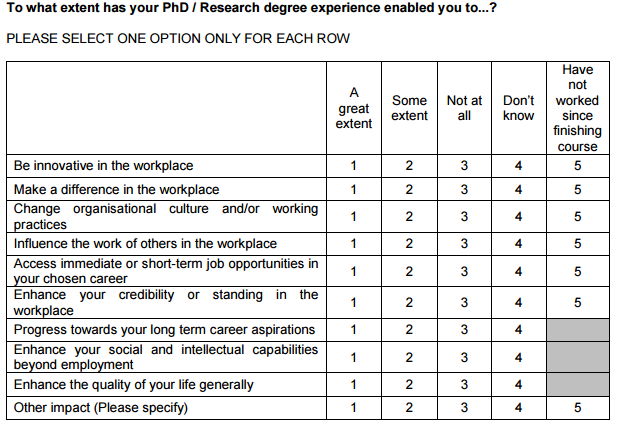 To what extent has your PhD / Research degree experience enabled you to...?
PLEASE SELECT ONE OPTION ONLY FOR EACH ROW
A great extent Some extent Not at all Don't know Have not worked since finishing course
Be innovative in the workplace 1 2 3 4 5
Make a difference in the workplace 1 2 3 4 5
Change organisational culture and/or working practices 1 2 3 4 5
Influence the work of others in the workplace 1 2 3 4 5
Access immediate or short-term job opportunities in your chosen career 1 2 3 4 5
Enhance your credibility or standing in the workplace 1 2 3 4 5
Progress towards your long term career aspirations 1 2 3 4
Enhance your social and intellectual capabilities beyond employment 1 2 3 4
Enhance the quality of your life generally 1 2 3 4
Other impact (Please specify) 1 2 3 4 5